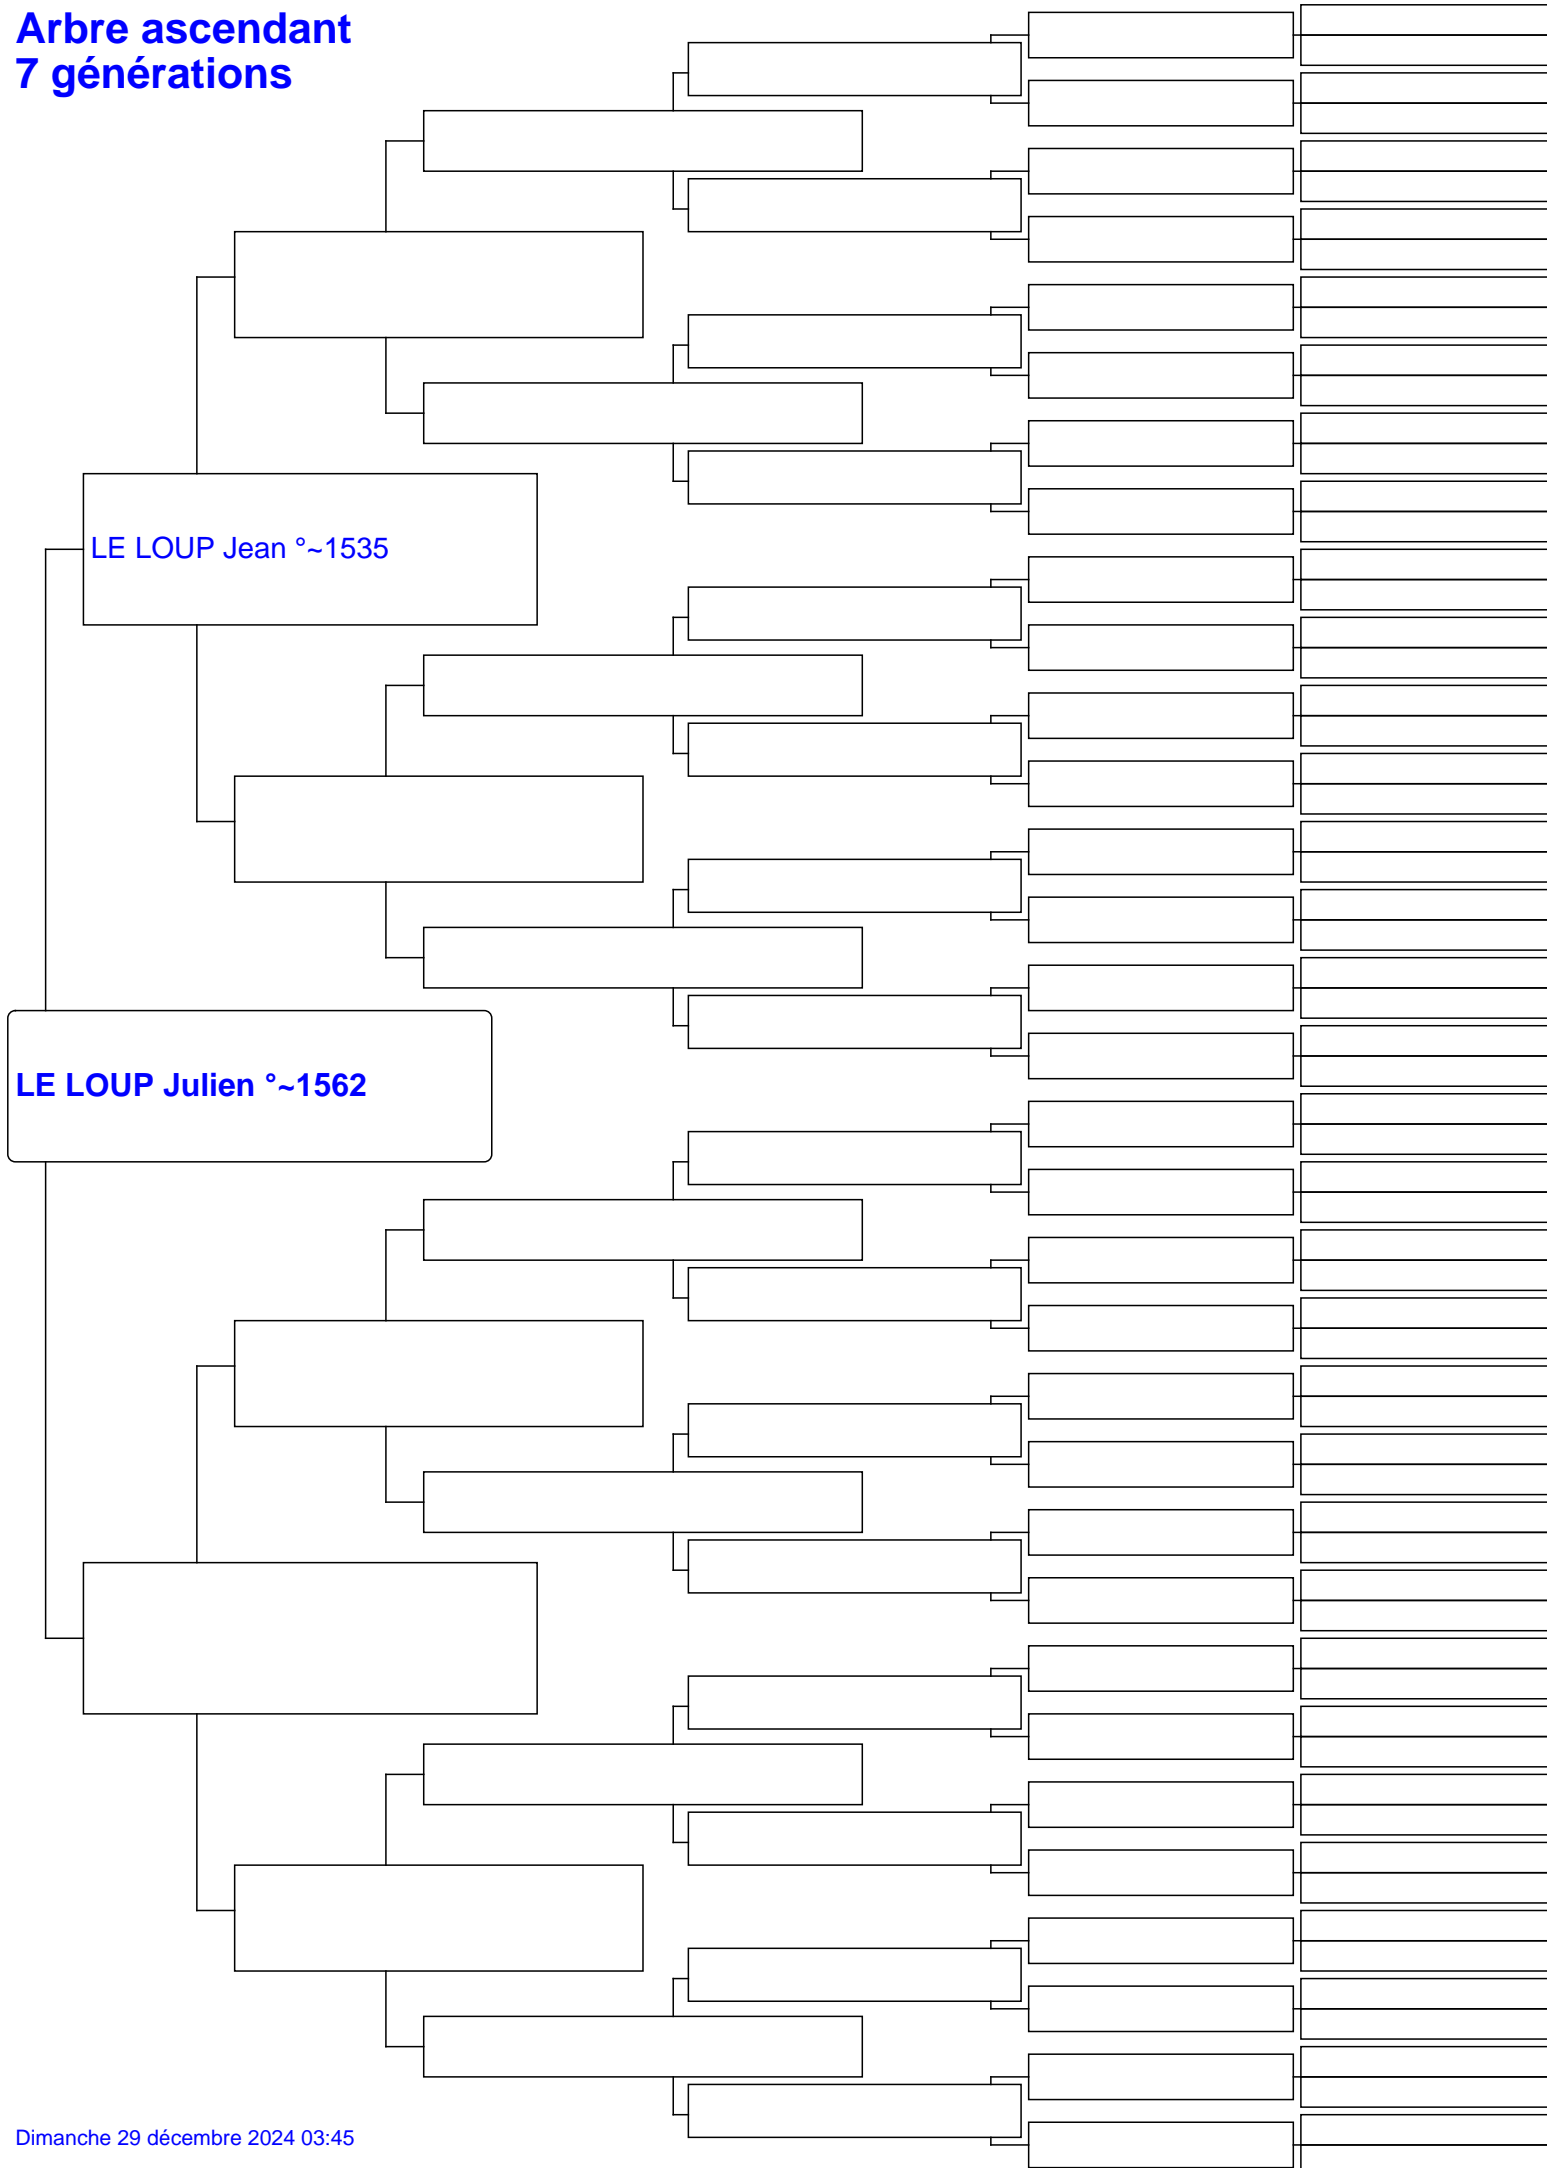 Arbre ascendant
7 générations
LE LOUP Jean °~1535
LE LOUP Julien °~1562
Dimanche 29 décembre 2024 03:45